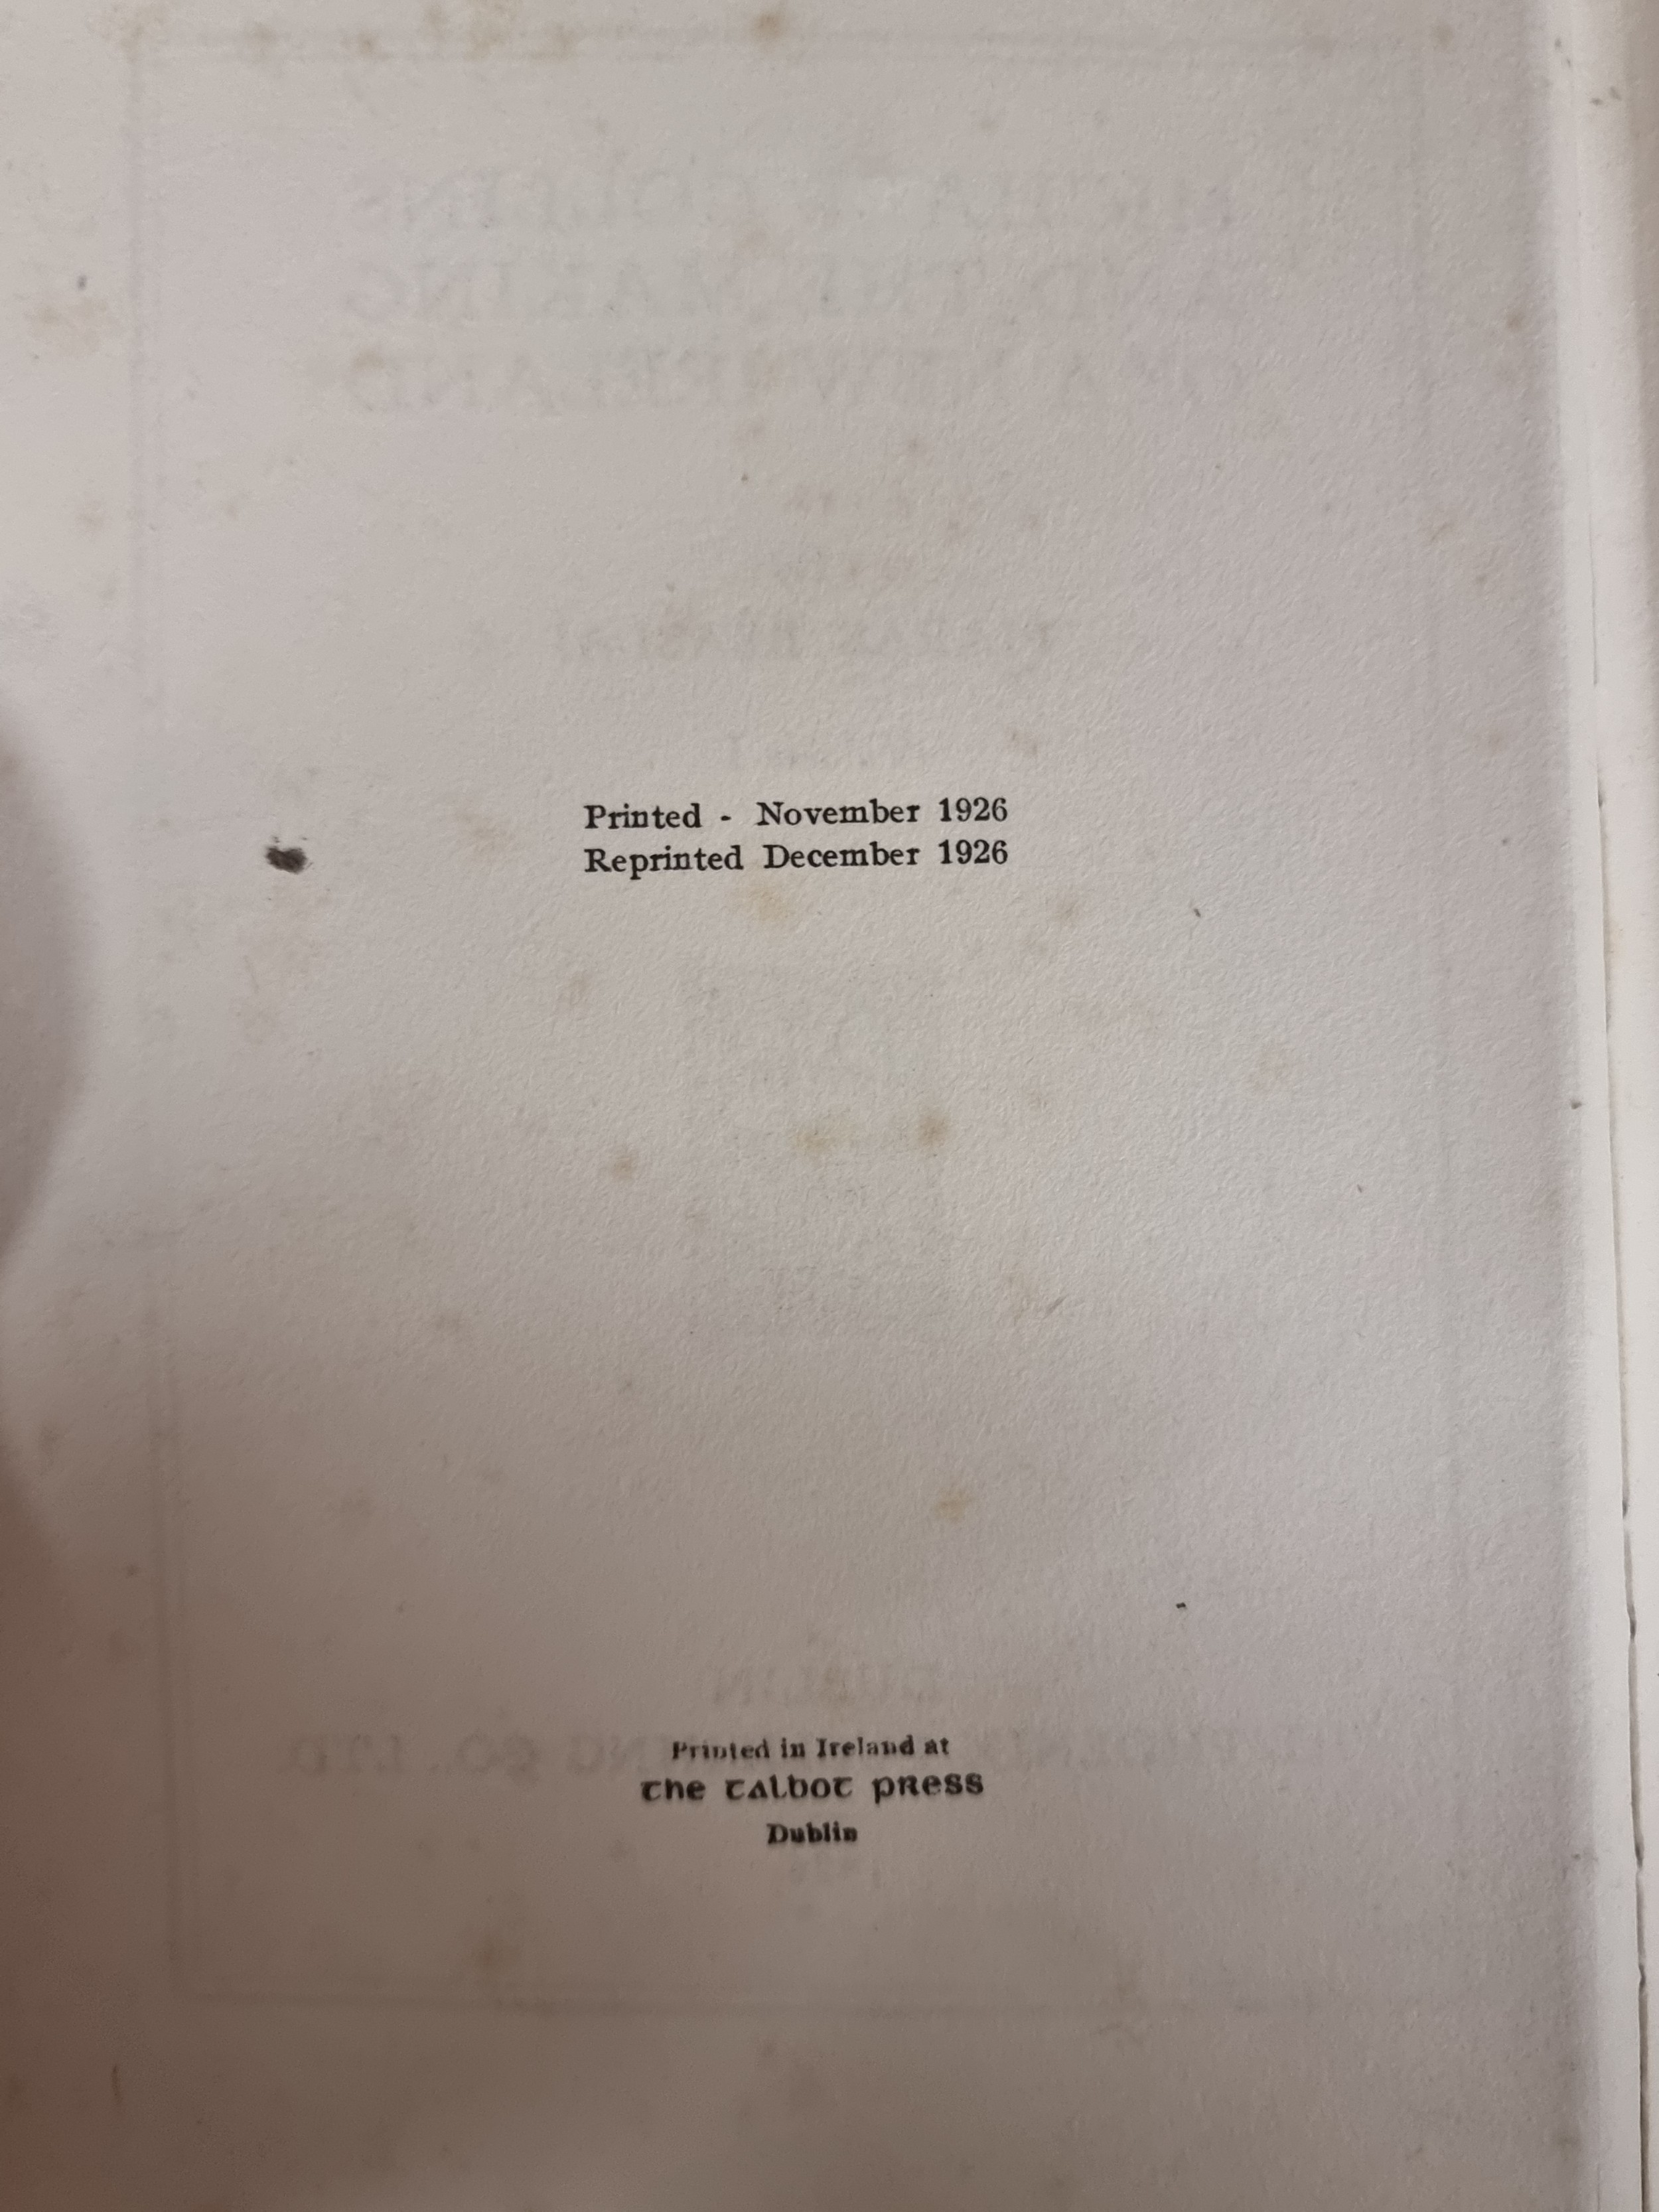 Printed - November 1926
Reprinted December 1926
Printed in Ireland at
The Talbot Press
Dublin